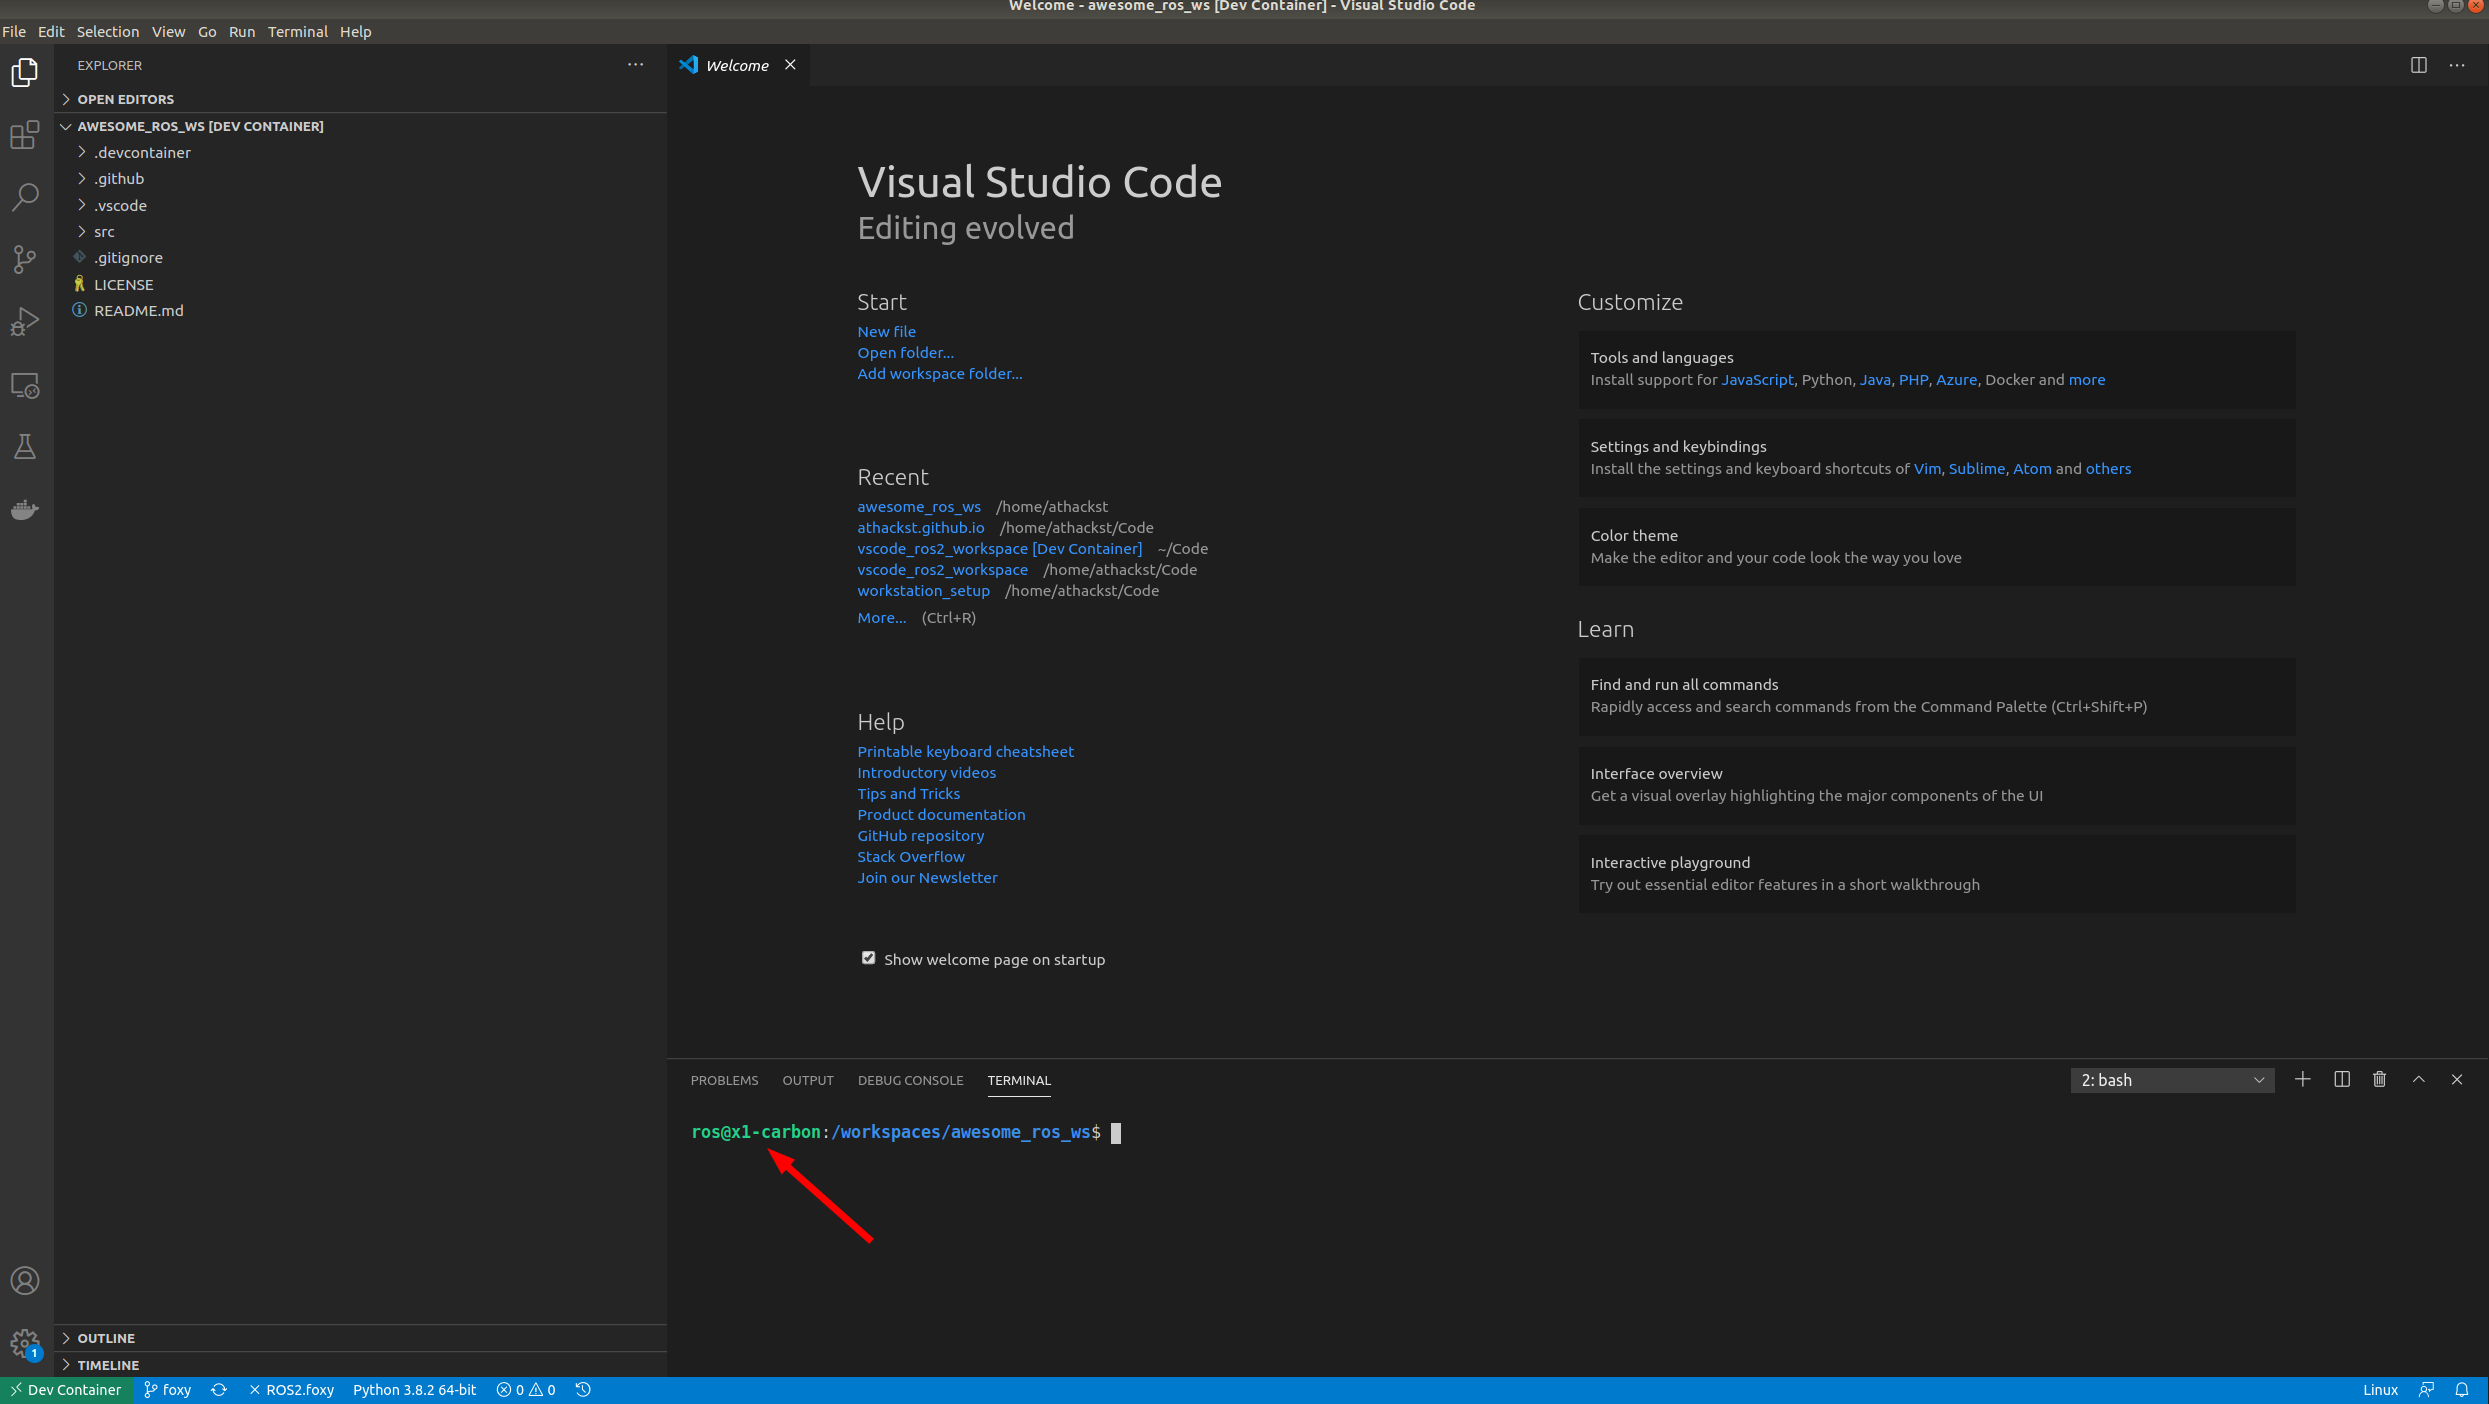 Welcome - awesome_ros_ws [Dev Container] - Visual Studio Code
File Edit Selection View Go Run Terminal Help
EXPLORER
OPEN EDITORS
AWESOME_ROS_WS [DEV CONTAINER]
.devcontainer
.github
.vscode
src
.gitignore
LICENSE
README.md
OUTLINE
TIMELINE
Welcome
Visual Studio Code
Editing evolved
Start
New file
Open folder...
Add workspace folder...
Recent
awesome_ros_ws /home/athackst
athackst.github.io /home/athackst/Code
vscode_ros2_workspace [Dev Container] ~/Code
vscode_ros2_workspace /home/athackst/Code
workstation_setup /home/athackst/Code
More... (Ctrl+R)
Help
Printable keyboard cheatsheet
Introductory videos
Tips and Tricks
Product documentation
GitHub repository
Stack Overflow
Join our Newsletter
Show welcome page on startup
Customize
Tools and languages
Install support for JavaScript, Python, Java, PHP, Azure, Docker and more
Settings and keybindings
Install the settings and keyboard shortcuts of Vim, Sublime, Atom and others
Color theme
Make the editor and your code look the way you love
Learn
Find and run all commands
Rapidly access and search commands from the Command Palette (Ctrl+Shift+P)
Interface overview
Get a visual overlay highlighting the major components of the UI
Interactive playground
Try out essential editor features in a short walkthrough
PROBLEMS OUTPUT DEBUG CONSOLE TERMINAL 2: bash
ros@x1-carbon:/workspaces/awesome_ros_ws$
1
Dev Container foxy ROS2.foxy Python 3.8.2 64-bit 0 0 Linux